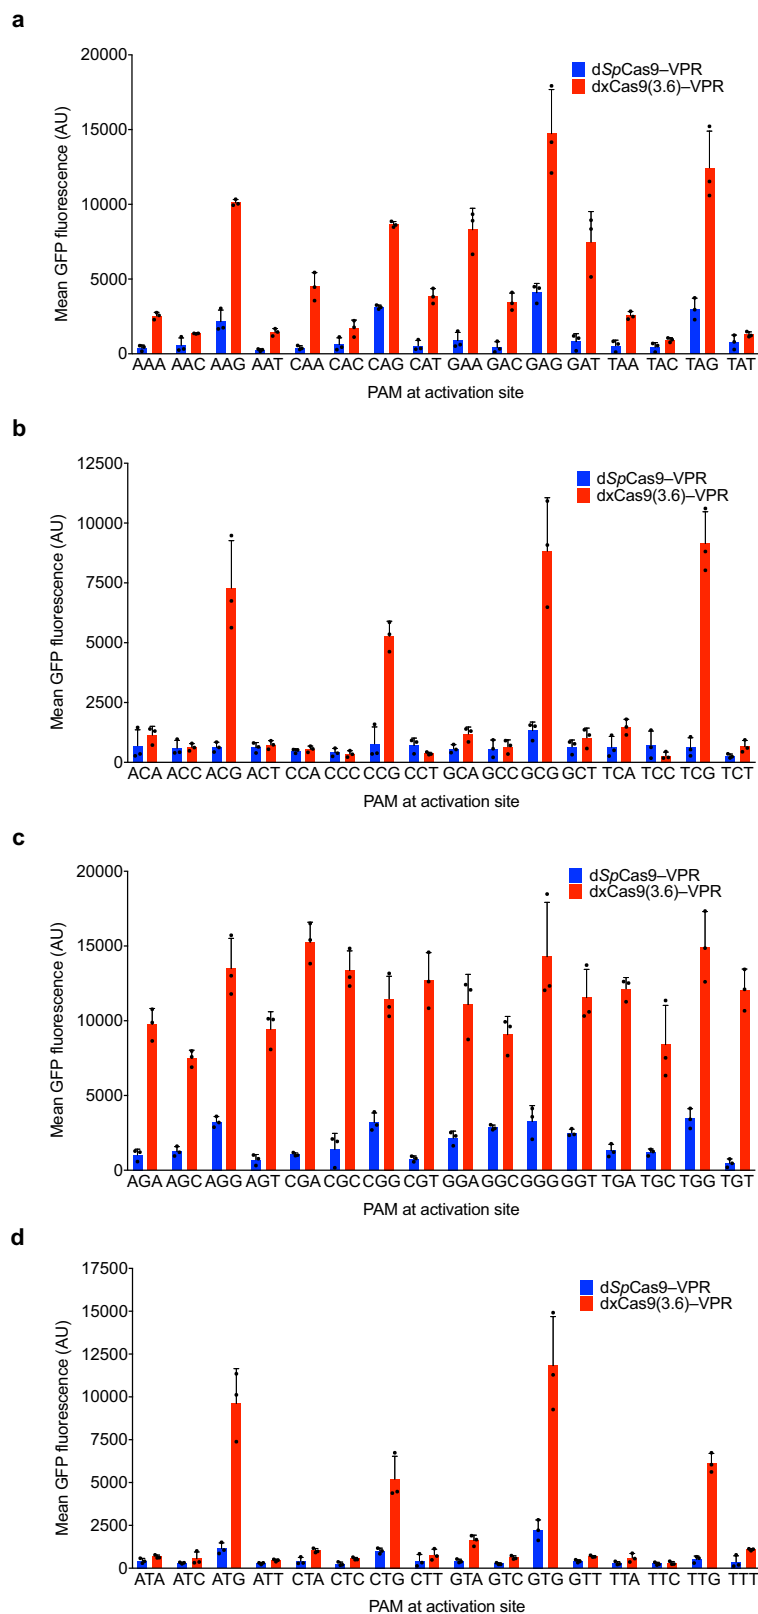 a
20000
15000
10000
5000
0
Mean GFP fluorescence (AU)
dSpCas9–VPR
dxCas9(3.6)–VPR
AAA AAC AAG AAT CAA CAC CAG CAT GAA GAC GAG GAT TAA TAC TAG TAT
PAM at activation site
b
12500
10000
7500
5000
2500
0
Mean GFP fluorescence (AU)
dSpCas9–VPR
dxCas9(3.6)–VPR
ACA ACC ACG ACT CCA CCC CCG CCT GCA GCC GCG GCT TCA TCC TCG TCT
PAM at activation site
c
20000
15000
10000
5000
0
Mean GFP fluorescence (AU)
dSpCas9–VPR
dxCas9(3.6)–VPR
AGA AGC AGG AGT CGA CGC CGG CGT GGA GGC GGG GGT TGA TGC TGG TGT
PAM at activation site
d
17500
15000
12500
10000
7500
5000
2500
0
Mean GFP fluorescence (AU)
dSpCas9–VPR
dxCas9(3.6)–VPR
ATA ATC ATG ATT CTA CTC CTG CTT GTA GTC GTG GTT TTA TTC TTG TTT
PAM at activation site